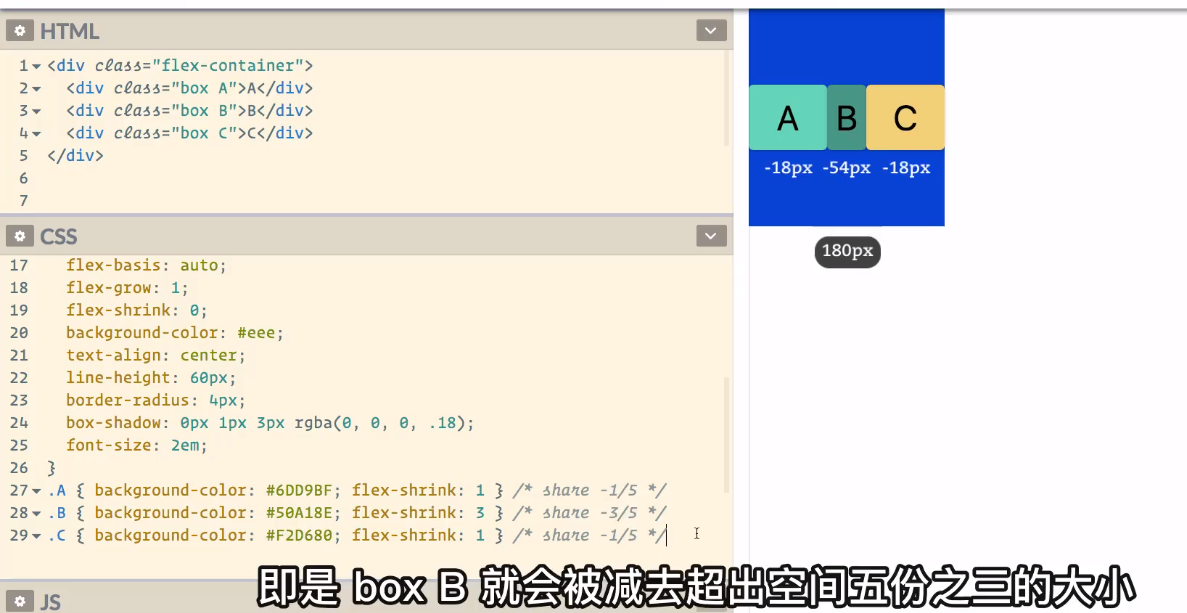 HTML
1 <div class="flex-container">
2 <div class="box A">A</div>
3 <div class="box B">B</div>
4 <div class="box C">C</div>
5 </div>
6
7
CSS
17 flex-basis: auto;
18 flex-grow: 1;
19 flex-shrink: 0;
20 background-color: #eee;
21 text-align: center;
22 line-height: 60px;
23 border-radius: 4px;
24 box-shadow: 0px 1px 3px rgba(0, 0, 0, .18);
25 font-size: 2em;
26 }
27 .A { background-color: #6DD9BF; flex-shrink: 1 } /* share -1/5 */
28 .B { background-color: #50A18E; flex-shrink: 3 } /* share -3/5 */
29 .C { background-color: #F2D680; flex-shrink: 1 } /* share -1/5 */
JS
A B C
-18px -54px -18px
180px
即是 box B 就会被减去超出空间五份之三的大小